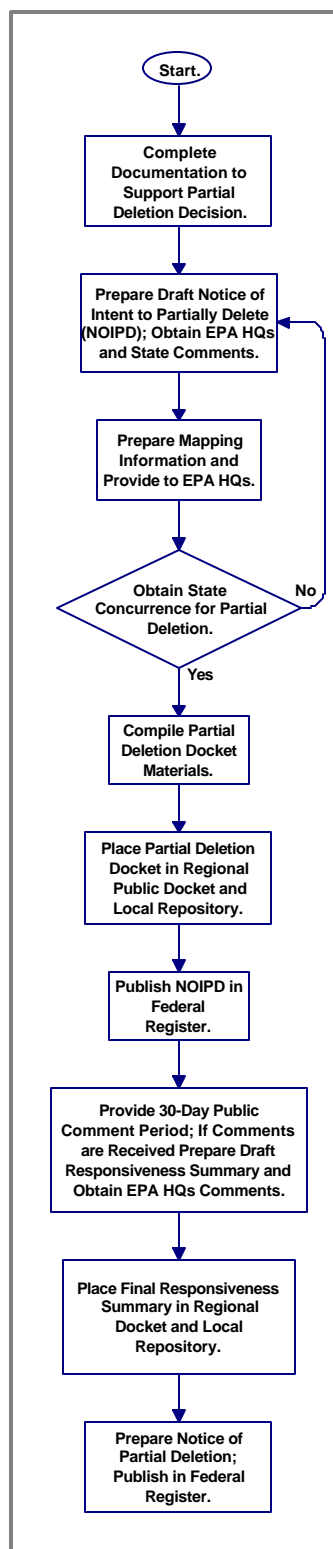 Start.
Complete
Documentation to
Support Partial
Deletion Decision.
Prepare Draft Notice of
Intent to Partially Delete
(NOIPD); Obtain EPA HQs
and State Comments.
Prepare Mapping
Information and
Provide to EPA HQs.
Obtain State
Concurrence for Partial
Deletion.
No
Yes
Compile Partial
Deletion Docket
Materials.
Place Partial Deletion
Docket in Regional
Public Docket and
Local Repository.
Publish NOIPD in
Federal
Register.
Provide 30-Day Public
Comment Period; If Comments
are Received Prepare Draft
Responsiveness Summary and
Obtain EPA HQs Comments.
Place Final Responsiveness
Summary in Regional
Docket and Local
Repository.
Prepare Notice of
Partial Deletion;
Publish in Federal
Register.